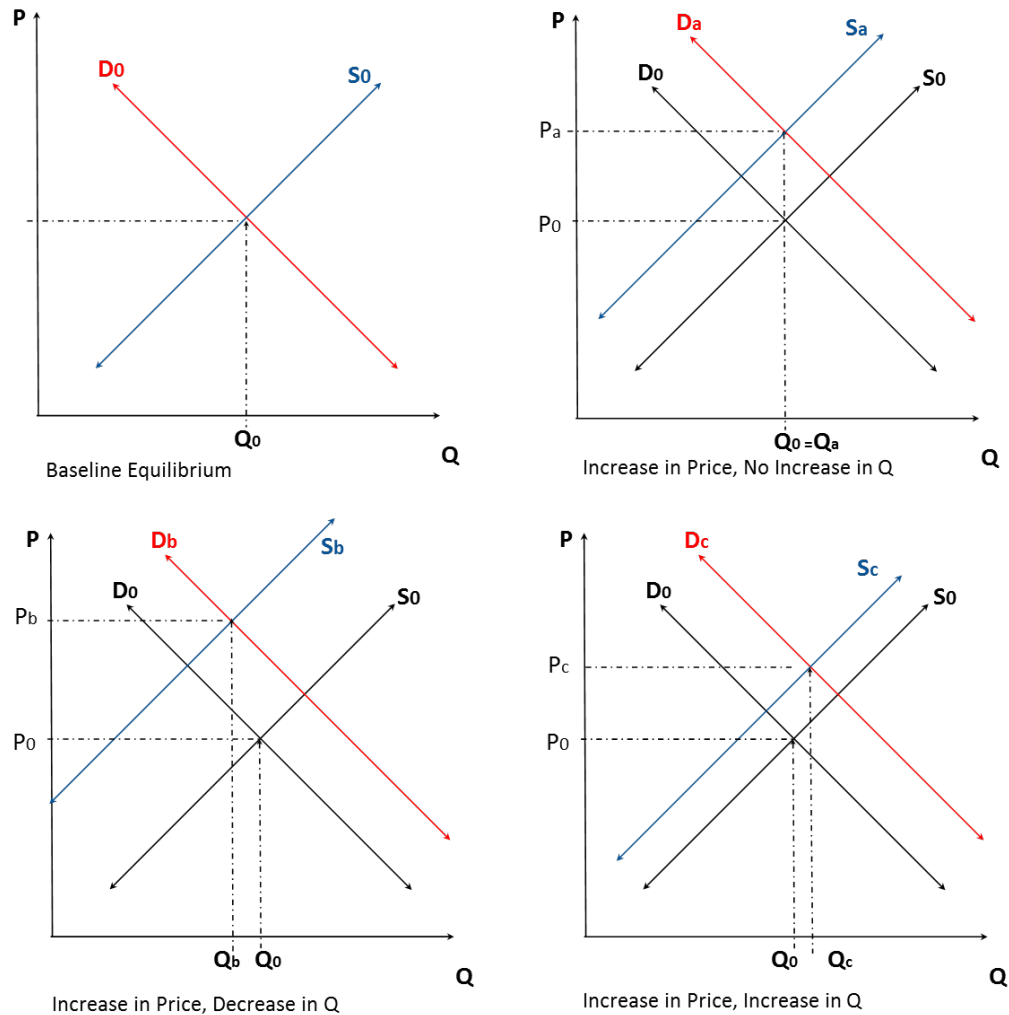 P
D0
S0
Q0
Q
Baseline Equilibrium
P
Da
Sa
D0
S0
Pa
P0
Q0 = Qa
Q
Increase in Price, No Increase in Q
P
Db
Sb
D0
S0
Pb
P0
Qb Q0
Q
Increase in Price, Decrease in Q
P
Dc
Sc
D0
S0
Pc
P0
Q0 Qc
Q
Increase in Price, Increase in Q